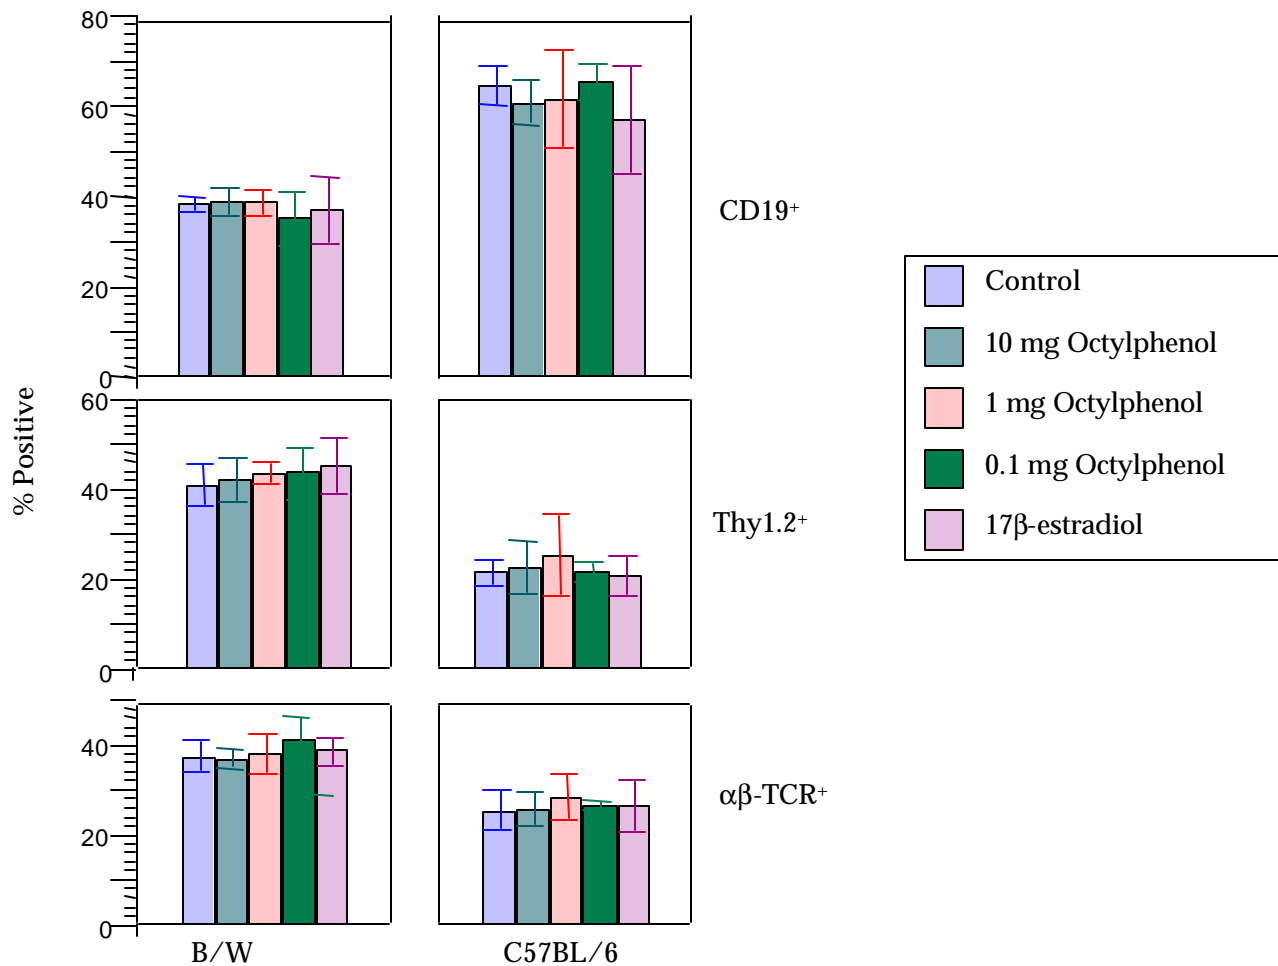 80
60
40
20
0
CD19⁺
% Positive
60
40
20
0
Thy1.2⁺
40
20
0
αβ-TCR⁺
B/W
C57BL/6
Control
10 mg Octylphenol
1 mg Octylphenol
0.1 mg Octylphenol
17β-estradiol